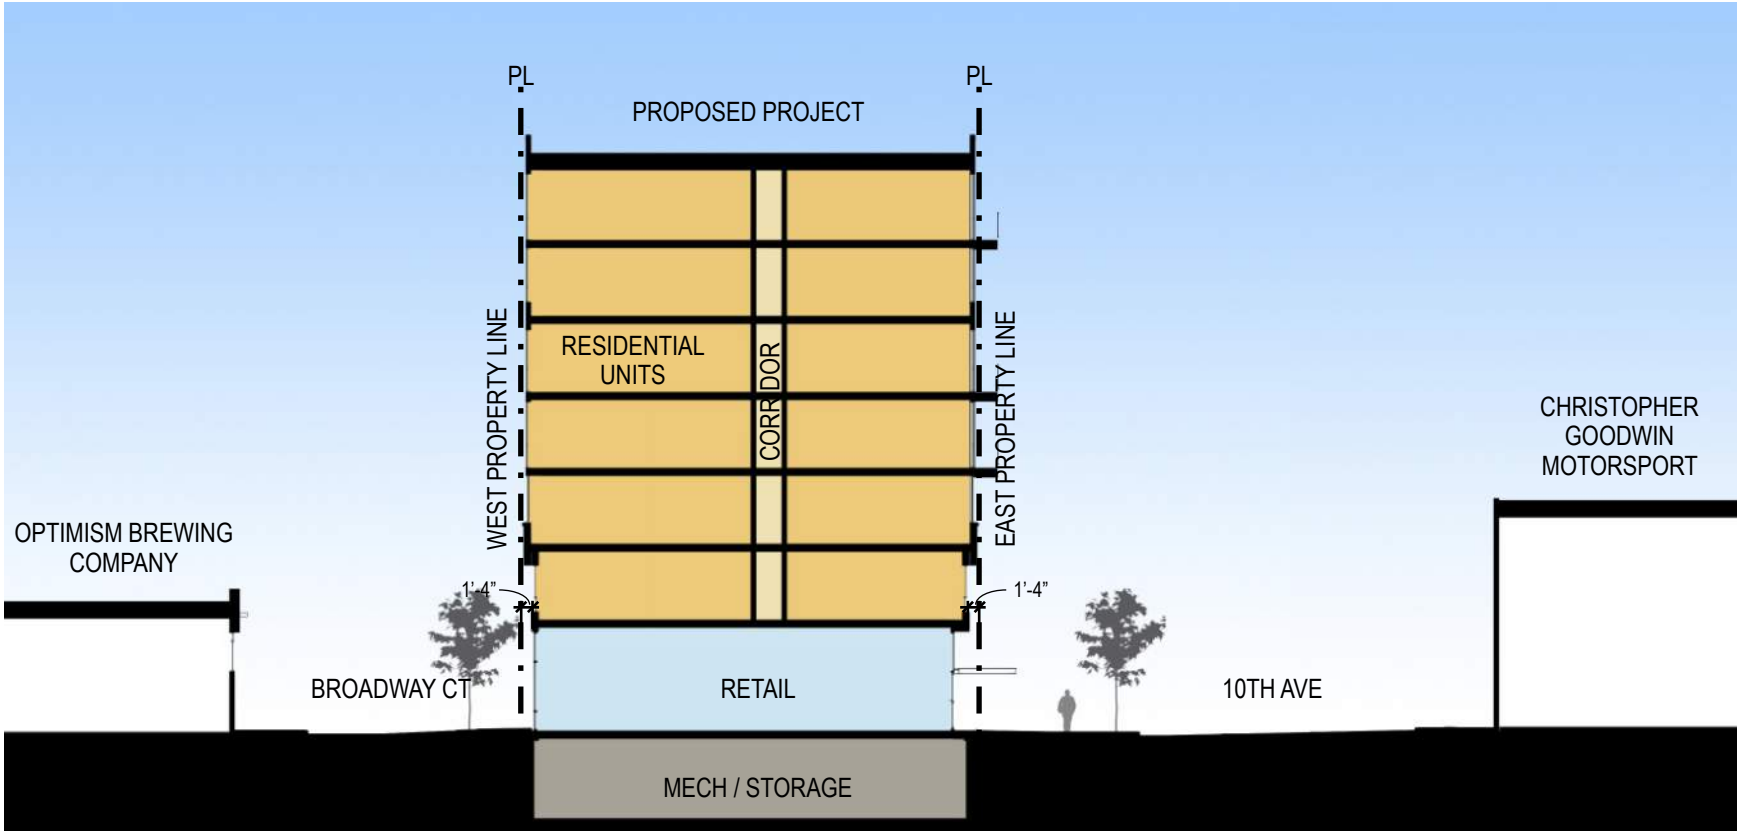 PL
PL
PROPOSED PROJECT
WEST PROPERTY LINE
RESIDENTIAL
UNITS
CORRIDOR
EAST PROPERTY LINE
CHRISTOPHER
GOODWIN
MOTORSPORT
OPTIMISM BREWING
COMPANY
1'-4"
1'-4"
BROADWAY CT
RETAIL
10TH AVE
MECH / STORAGE